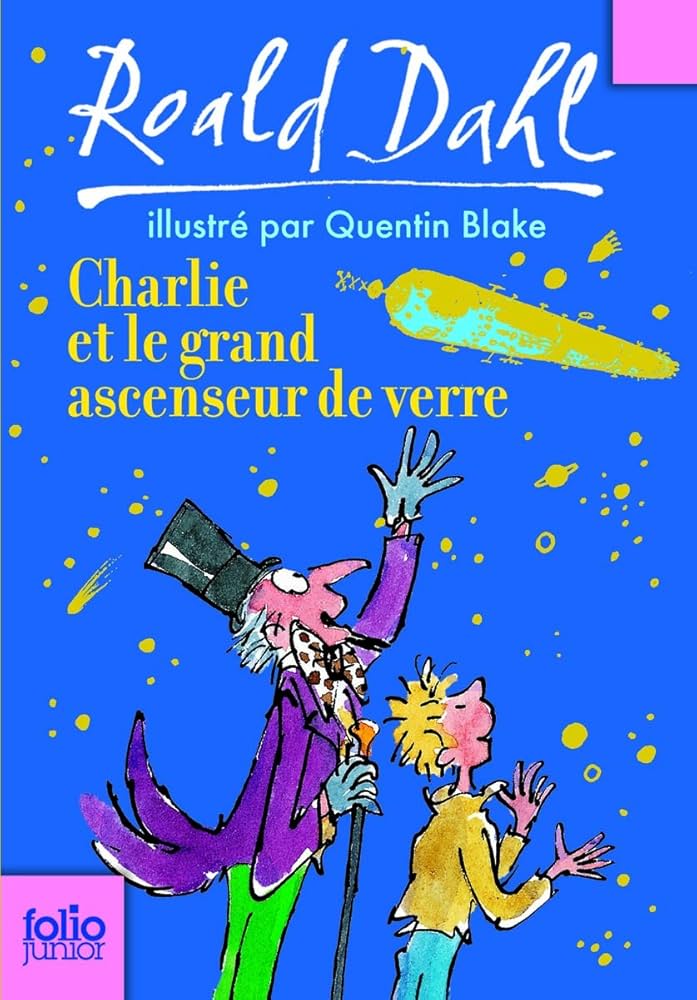 Roald Dahl
illustré par Quentin Blake
Charlie
et le grand
ascenseur de verre
folio
junior